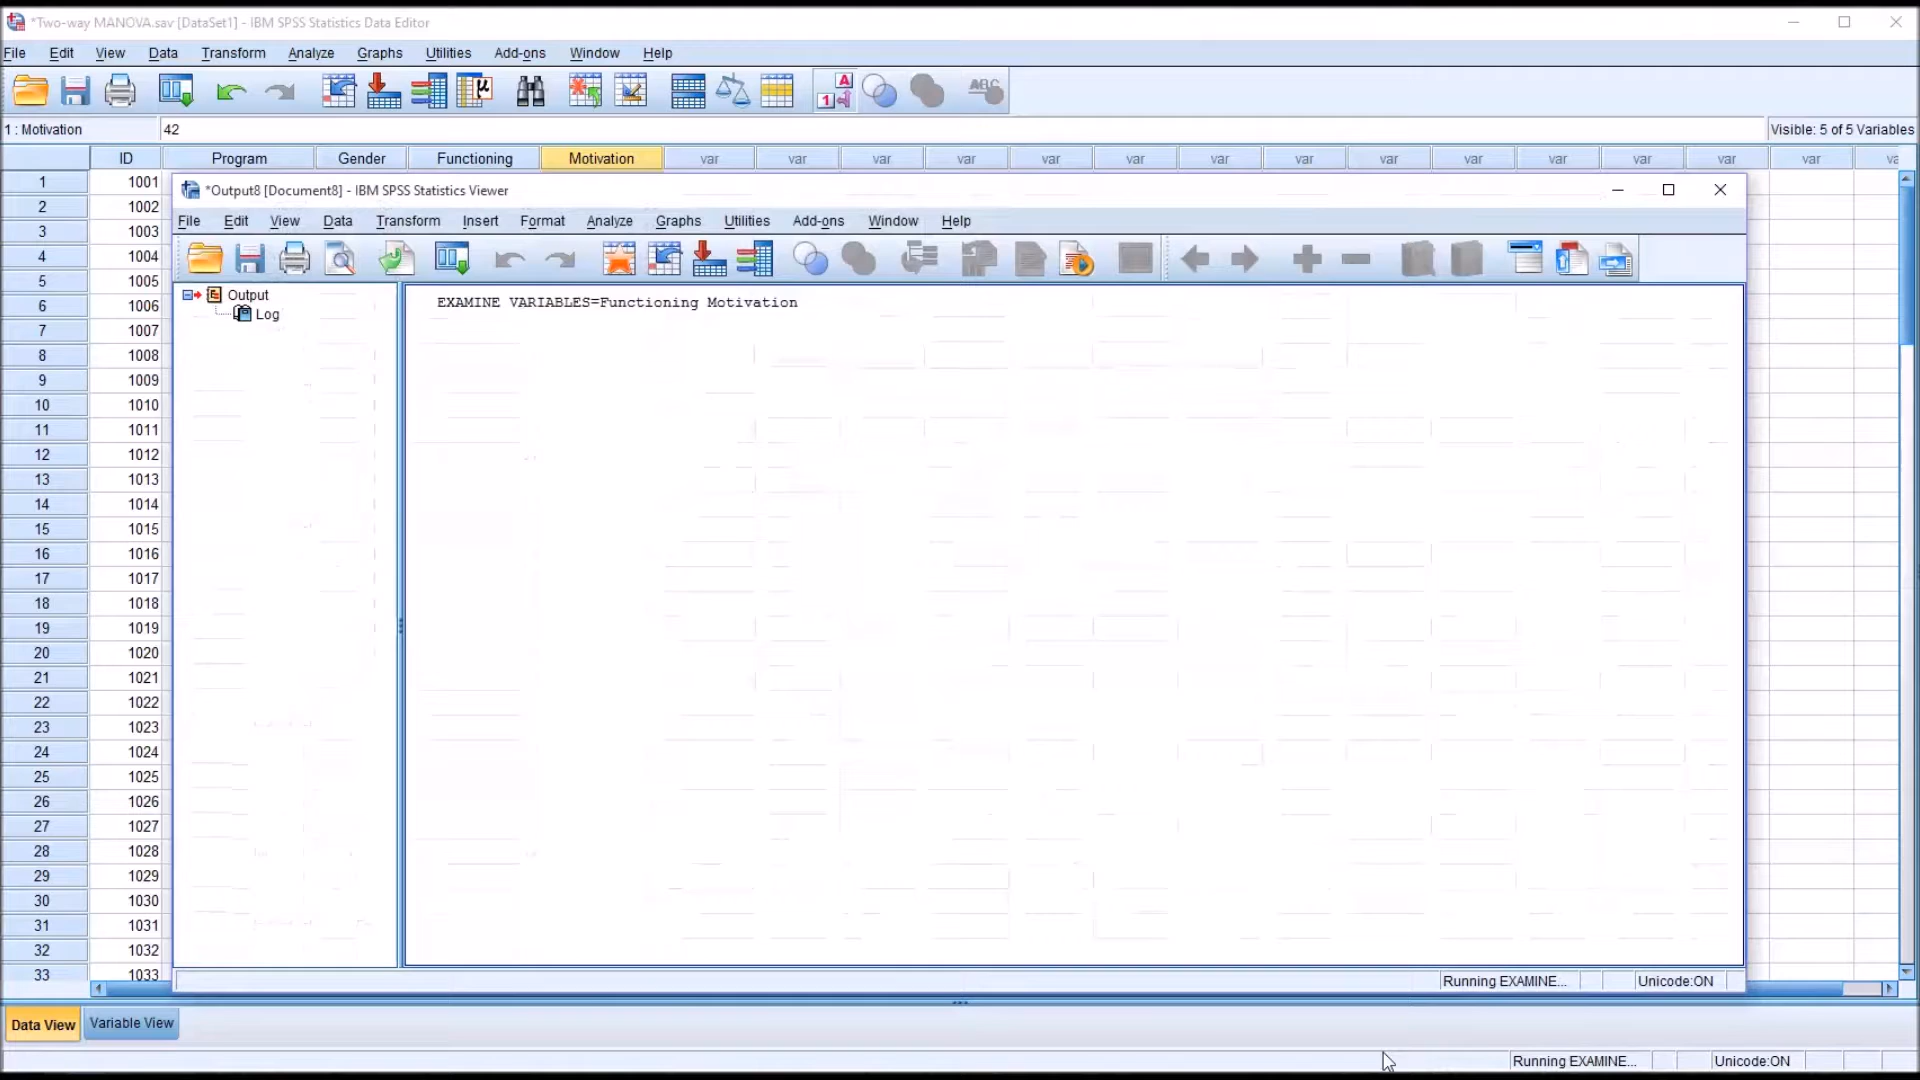 *Two-way MANOVA.sav [DataSet1] - IBM SPSS Statistics Data Editor
File Edit View Data Transform Analyze Graphs Utilities Add-ons Window Help
1 : Motivation 42 Visible: 5 of 5 Variables
ID Program Gender Functioning Motivation var var var var var var var var var var var var var var
1 1001
2 1002
3 1003
4 1004
5 1005
6 1006
7 1007
8 1008
9 1009
10 1010
11 1011
12 1012
13 1013
14 1014
15 1015
16 1016
17 1017
18 1018
19 1019
20 1020
21 1021
22 1022
23 1023
24 1024
25 1025
26 1026
27 1027
28 1028
29 1029
30 1030
31 1031
32 1032
33 1033
*Output8 [Document8] - IBM SPSS Statistics Viewer
File Edit View Data Transform Insert Format Analyze Graphs Utilities Add-ons Window Help
Output
Log
EXAMINE VARIABLES=Functioning Motivation
Running EXAMINE... Unicode:ON
Data View Variable View
Running EXAMINE... Unicode:ON